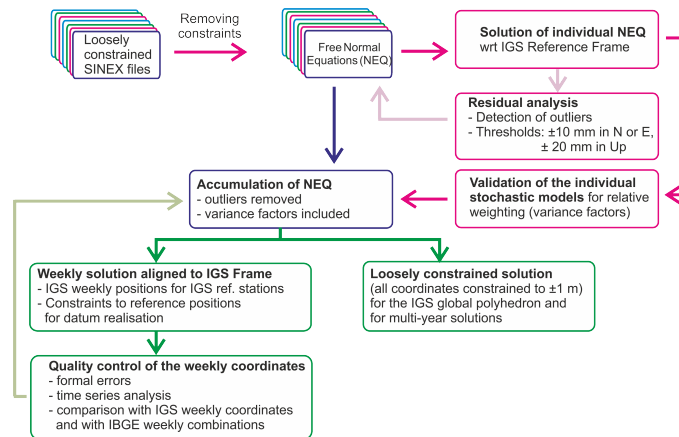 Loosely
constrained
SINEX files
Removing
constraints
Free Normal
Equations (NEQ)
Solution of individual NEQ
wrt IGS Reference Frame
Residual analysis
- Detection of outliers
- Thresholds: ±10 mm in N or E,
± 20 mm in Up
Accumulation of NEQ
- outliers removed
- variance factors included
Validation of the individual
stochastic models for relative
weighting (variance factors)
Weekly solution aligned to IGS Frame
- IGS weekly positions for IGS ref. stations
- Constraints to reference positions
for datum realisation
Loosely constrained solution
(all coordinates constrained to ±1 m)
for the IGS global polyhedron and
for multi-year solutions
Quality control of the weekly coordinates
- formal errors
- time series analysis
- comparison with IGS weekly coordinates
and with IBGE weekly combinations